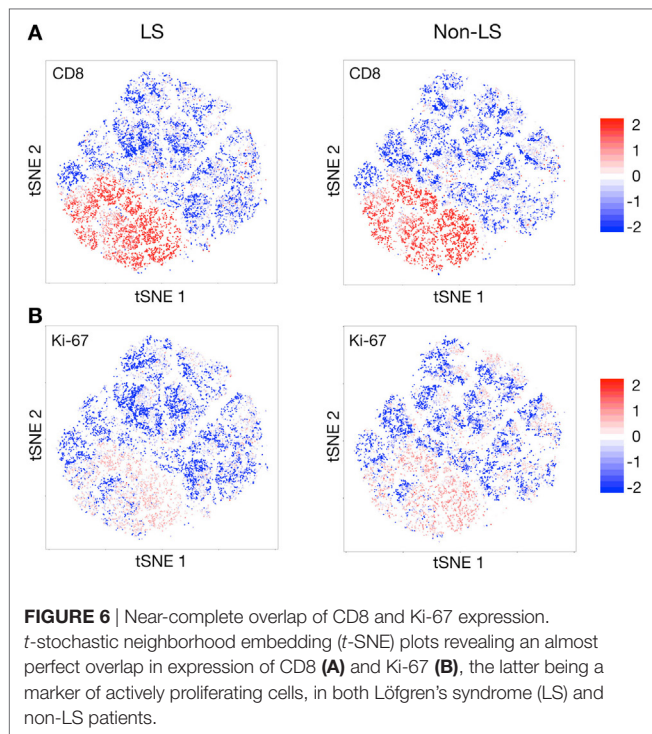 A
LS
Non-LS
CD8
CD8
tSNE 2
tSNE 2
2
1
0
-1
-2
tSNE 1
tSNE 1
B
Ki-67
Ki-67
tSNE 2
tSNE 2
2
1
0
-1
-2
tSNE 1
tSNE 1
FIGURE 6 | Near-complete overlap of CD8 and Ki-67 expression.
t-stochastic neighborhood embedding (t-SNE) plots revealing an almost
perfect overlap in expression of CD8 (A) and Ki-67 (B), the latter being a
marker of actively proliferating cells, in both Löfgren’s syndrome (LS) and
non-LS patients.